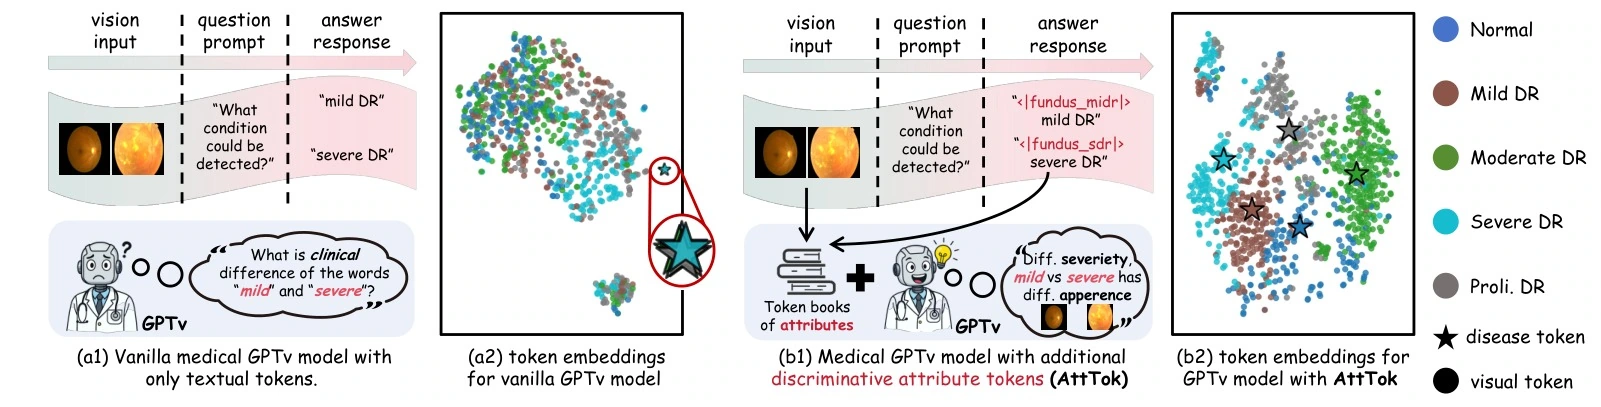 vision
input
question
prompt
answer
response
“What
condition
could be
detected?”
“mild DR”
“severe DR”
?
“What is clinical
difference of the words
“mild” and “severe”?
”
GPTv
(a1) Vanilla medical GPTv model with
only textual tokens.
(a2) token embeddings
for vanilla GPTv model
vision
input
question
prompt
answer
response
“What
condition
could be
detected?”
“<|fundus_midr|>
mild DR”
“<|fundus_sdr|>
severe DR”
Token books
of attributes
GPTv
“Diff. severiety,
mild vs severe has
diff. apperence
”
(b1) Medical GPTv model with additional
discriminative attribute tokens (AttTok)
(b2) token embeddings for
GPTv model with AttTok
Normal
Mild DR
Moderate DR
Severe DR
Proli. DR
disease token
visual token